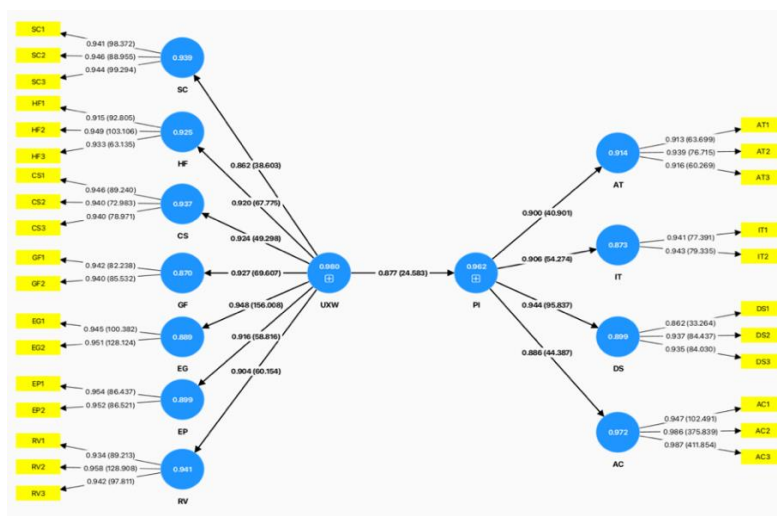 SC1
0.941 (98.372)
SC2
0.946 (88.955)
0.939
0.944 (99.294)
SC3
SC
HF1
0.915 (92.805)
HF2
0.949 (103.106)
0.925
0.933 (63.135)
HF3
HF
CS1
0.946 (89.240)
CS2
0.940 (72.983)
0.937
0.940 (78.971)
CS3
CS
GF1
0.942 (82.238)
0.870
GF2
0.940 (85.532)
GF
EG1
0.945 (100.382)
0.889
EG2
0.951 (128.124)
EG
EP1
0.954 (86.437)
0.899
EP2
0.952 (86.521)
EP
RV1
0.934 (89.213)
RV2
0.958 (128.908)
0.941
0.942 (97.811)
RV3
RV
0.862 (38.603)
0.920 (67.775)
0.924 (49.298)
0.927 (69.607)
0.948 (156.008)
0.916 (58.816)
0.904 (60.154)
0.980
UXW
0.877 (24.583)
0.962
PI
0.900 (40.901)
0.906 (54.274)
0.944 (95.837)
0.886 (44.387)
AT1
0.913 (63.699)
0.914
0.939 (76.715)
AT2
0.916 (60.269)
AT3
AT
IT1
0.941 (77.391)
0.873
0.943 (79.335)
IT2
IT
DS1
0.862 (33.264)
0.899
0.937 (84.437)
DS2
0.935 (84.030)
DS3
DS
AC1
0.947 (102.491)
0.972
0.986 (375.839)
AC2
0.987 (411.854)
AC3
AC